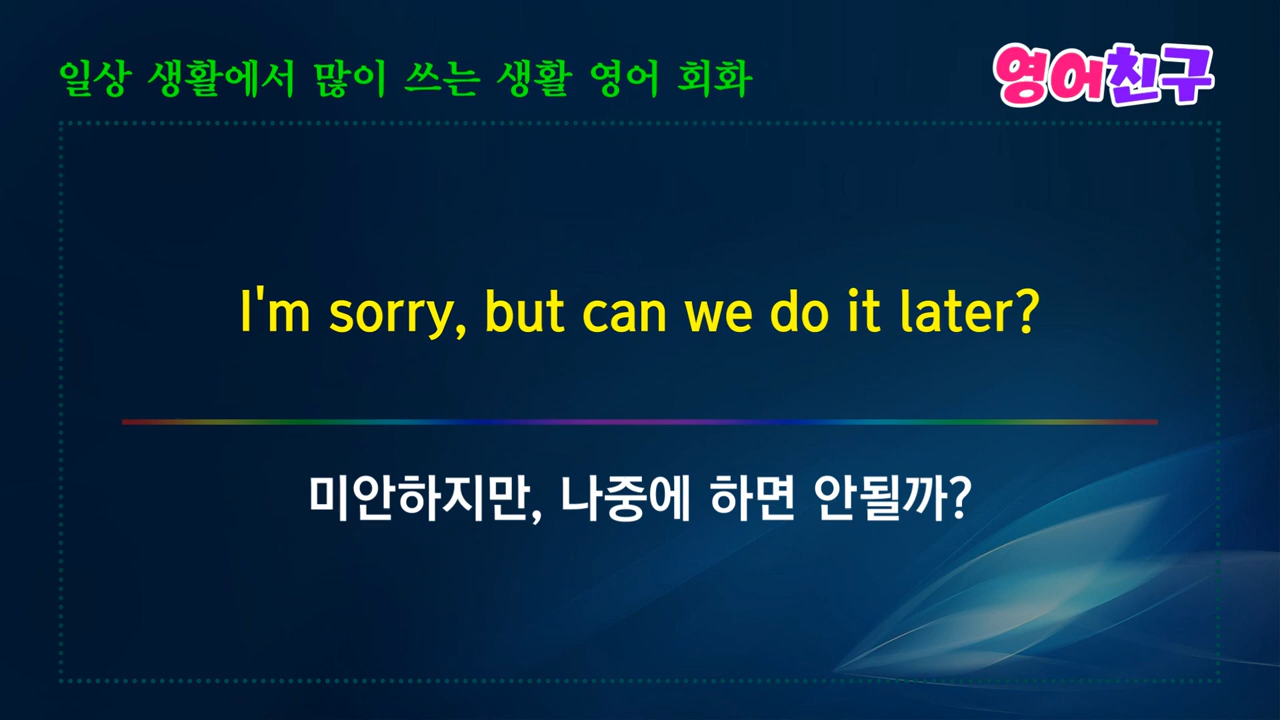 일상 생활에서 많이 쓰는 생활 영어 회화
영어친구
I'm sorry, but can we do it later?
미안하지만, 나중에 하면 안될까?